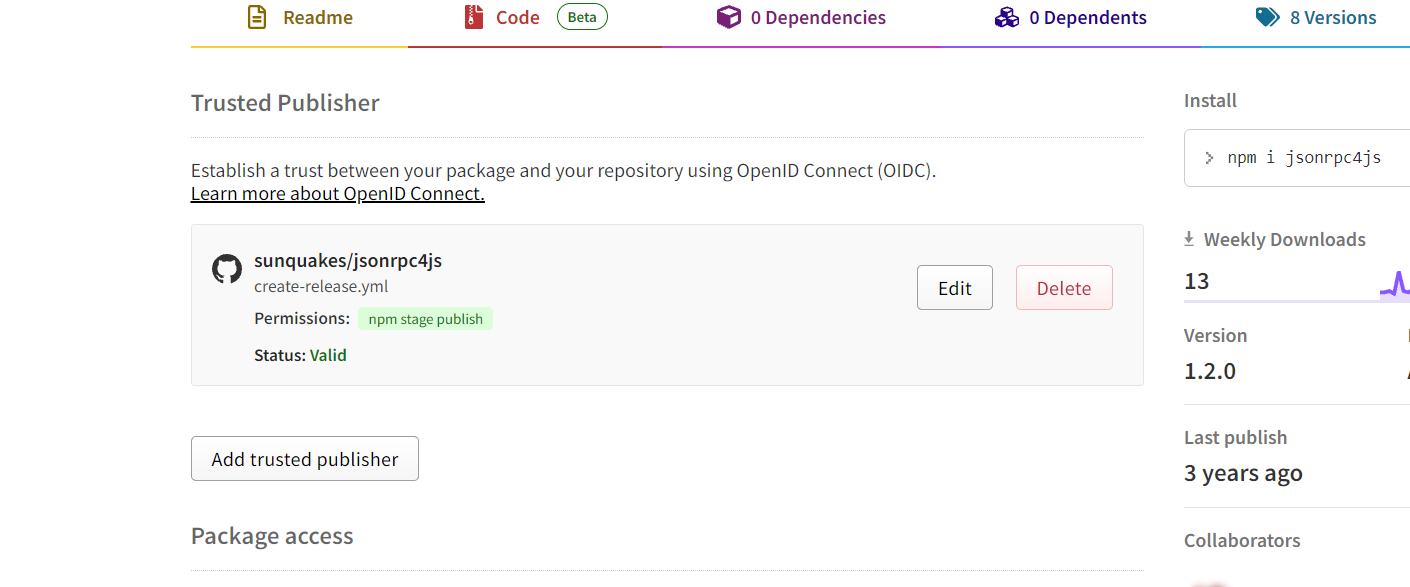 Readme
Code
Beta
0 Dependencies
0 Dependents
8 Versions
Trusted Publisher
Establish a trust between your package and your repository using OpenID Connect (OIDC).
Learn more about OpenID Connect.
sunquakes/jsonrpc4js
create-release.yml
Permissions: npm stage publish
Status: Valid
Edit
Delete
Add trusted publisher
Package access
Install
> npm i jsonrpc4js
Weekly Downloads
13
Version
1.2.0
Last publish
3 years ago
Collaborators